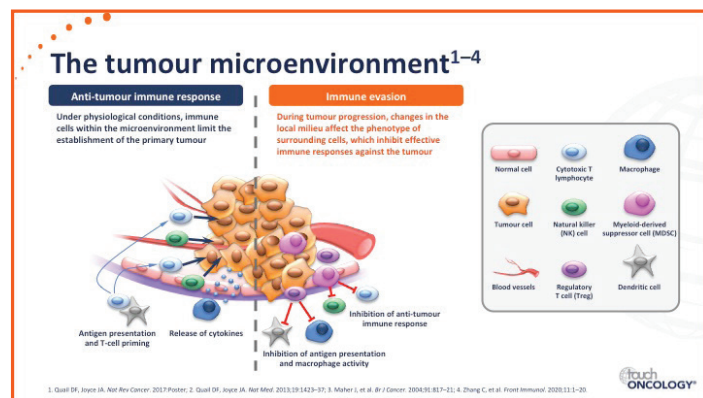 The tumour microenvironment1–4
Anti-tumour immune response
Under physiological conditions, immune
cells within the microenvironment limit the
establishment of the primary tumour
Immune evasion
During tumour progression, changes in the
local milieu affect the phenotype of
surrounding cells, which inhibit effective
immune responses against the tumour
Antigen presentation
and T-cell priming
Release of cytokines
Inhibition of anti-tumour
immune response
Inhibition of antigen presentation
and macrophage activity
Normal cell
Cytotoxic T
lymphocyte
Macrophage
Tumour cell
Natural killer
(NK) cell
Myeloid-derived
suppressor cell (MDSC)
Blood vessels
Regulatory
T cell (Treg)
Dendritic cell
1. Quail DF, Joyce JA. Nat Rev Cancer. 2017:Poster; 2. Quail DF, Joyce JA. Nat Med. 2013;19:1423–37; 3. Maher J, et al. Br J Cancer. 2004;91:817–21; 4. Zhang C, et al. Front Immunol. 2020;11:1–20.
touch
ONCOLOGY®